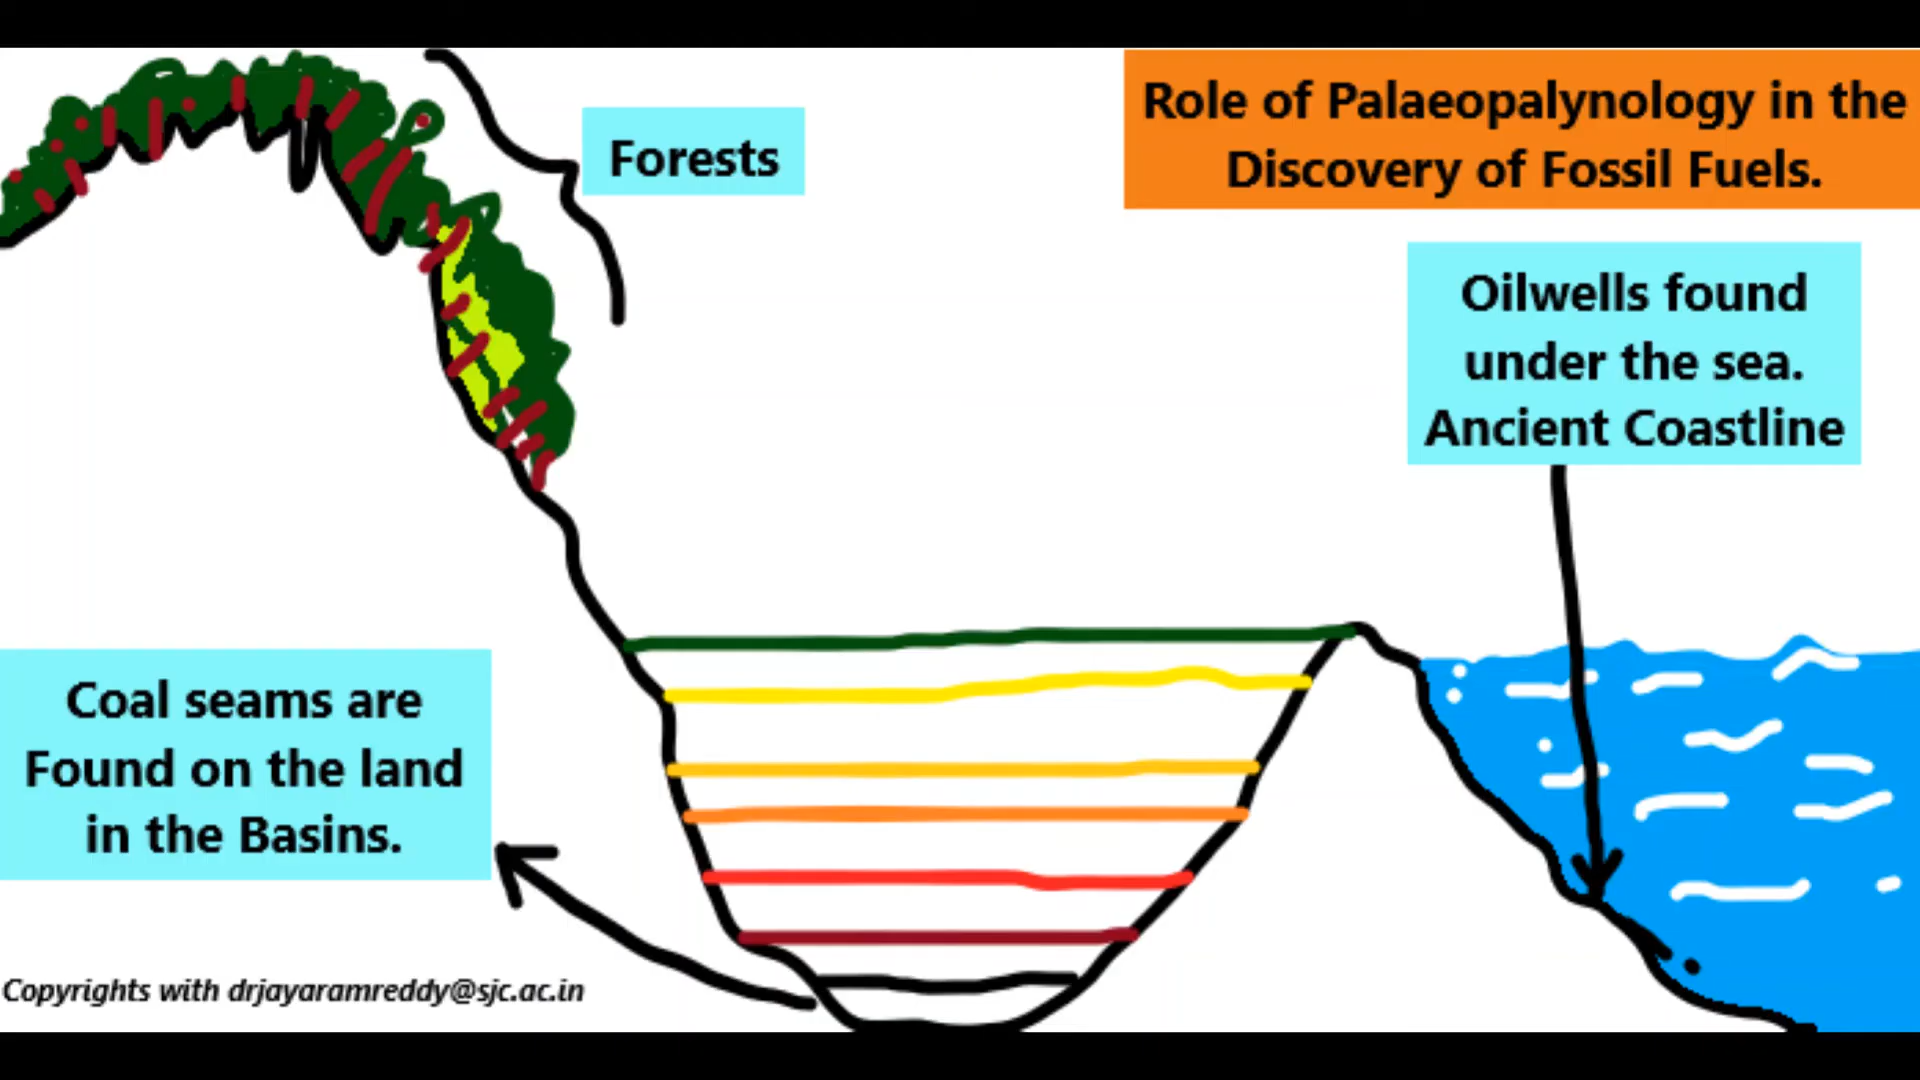 Role of Palaeopalynology in the
Discovery of Fossil Fuels.
Forests
Oilwells found
under the sea.
Ancient Coastline
Coal seams are
Found on the land
in the Basins.
Copyrights with drjayaramreddy@sjc.ac.in